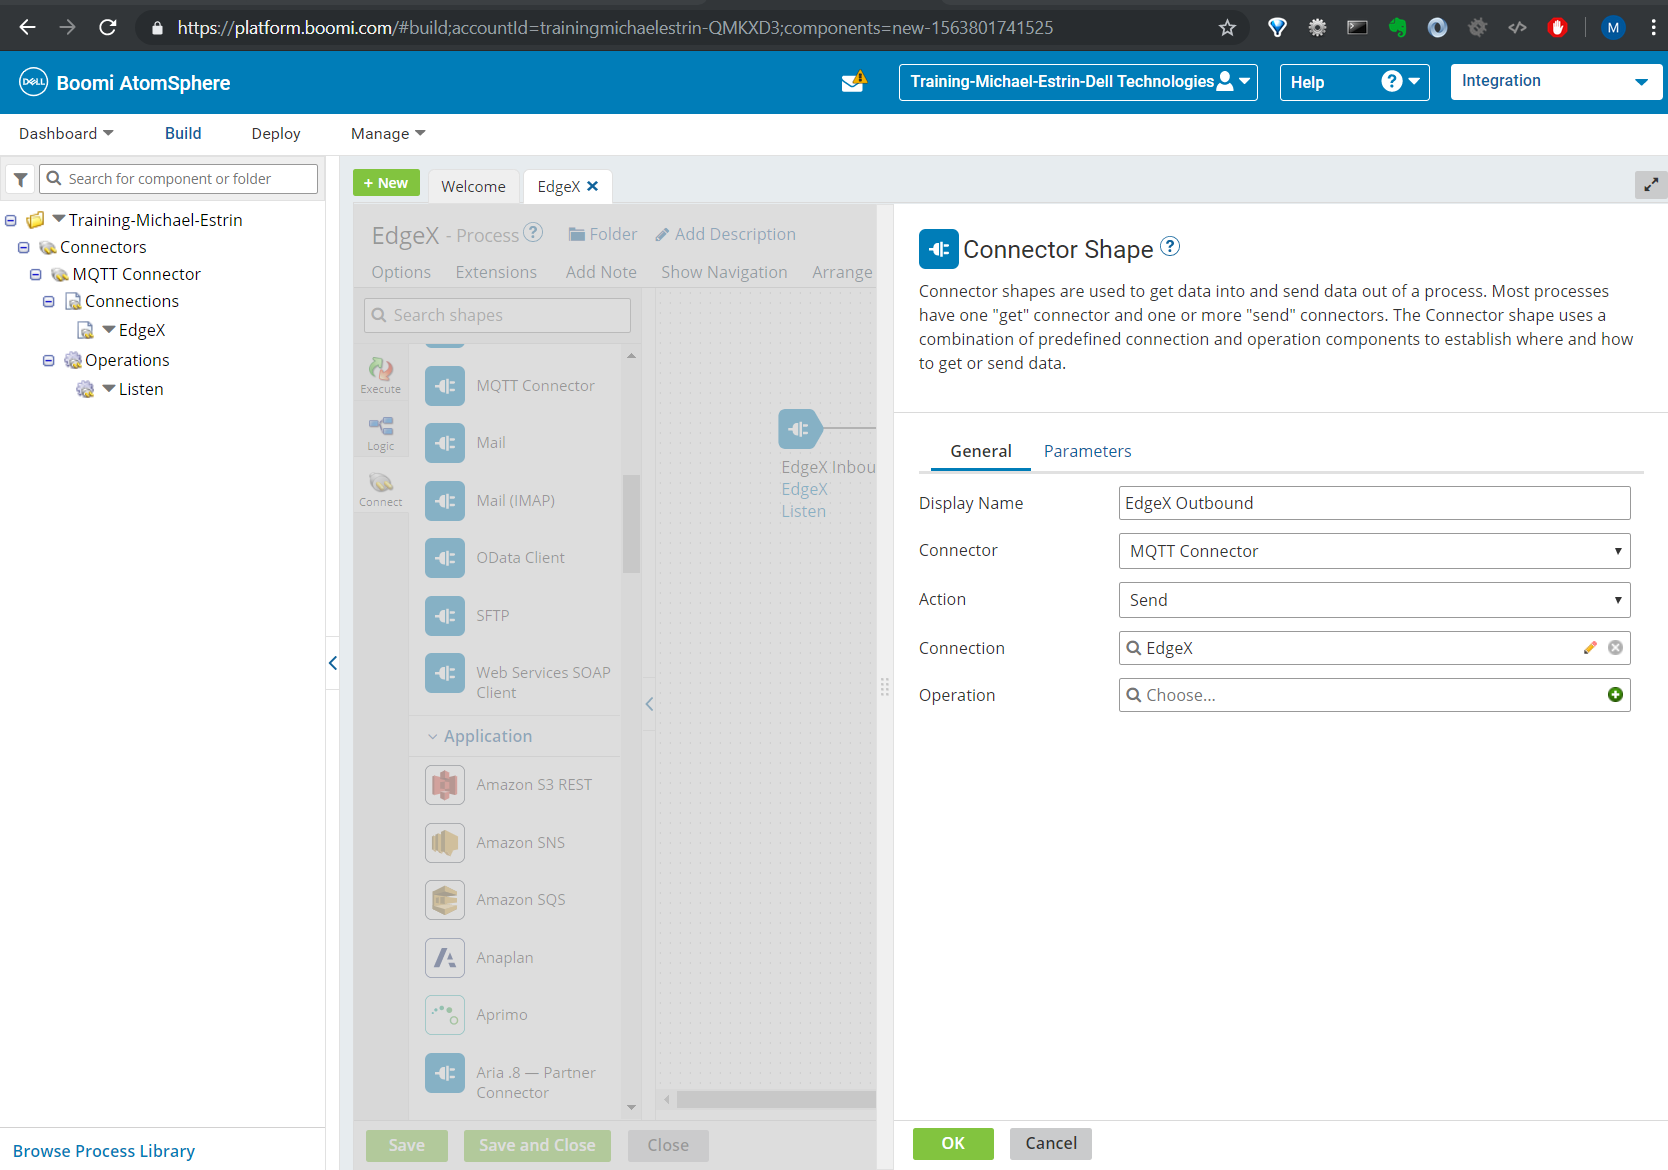 https://platform.boomi.com/#build;accountId=trainingmichaelestrin-QMKXD3;components=new-1563801741525
M
DELL
Boomi AtomSphere
Training-Michael-Estrin-Dell Technologies
Help
Integration
Dashboard
Build
Deploy
Manage
Search for component or folder
+ New
Welcome
EdgeX
Training-Michael-Estrin
Connectors
MQTT Connector
Connections
EdgeX
Operations
Listen
Browse Process Library
EdgeX - Process
Folder
Add Description
Options
Extensions
Add Note
Show Navigation
Arrange
Search shapes
Execute
Logic
Connect
MQTT Connector
Mail
Mail (IMAP)
OData Client
SFTP
Web Services SOAP
Client
Application
Amazon S3 REST
Amazon SNS
Amazon SQS
Anaplan
Aprimo
Aria .8 — Partner
Connector
EdgeX Inbou
EdgeX
Listen
Save
Save and Close
Close
Connector Shape
Connector shapes are used to get data into and send data out of a process. Most processes
have one "get" connector and one or more "send" connectors. The Connector shape uses a
combination of predefined connection and operation components to establish where and how
to get or send data.
General
Parameters
Display Name
EdgeX Outbound
Connector
MQTT Connector
Action
Send
Connection
EdgeX
Operation
Choose...
OK
Cancel